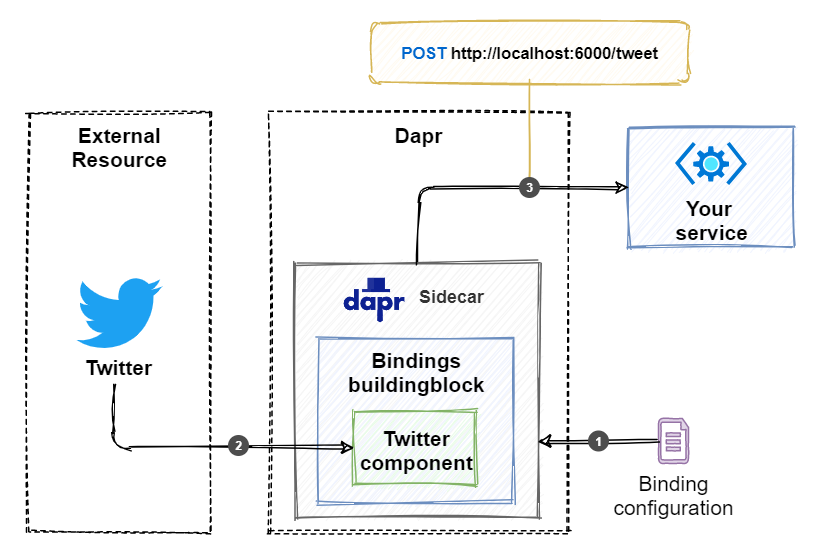 POST http://localhost:6000/tweet
External
Resource
Dapr
3
Your
service
dapr Sidecar
Twitter
Bindings
buildingblock
Twitter
component
2
1
Binding
configuration